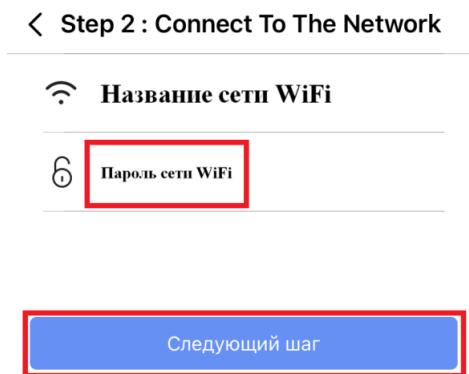 Step 2 : Connect To The Network
Название сети WiFi
Пароль сети WiFi
Следующий шаг